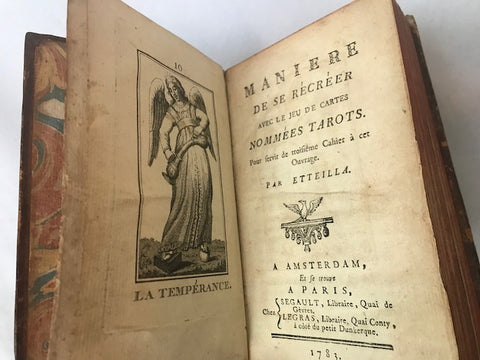 10.
LA TEMPÉRANCE.
MANIERE
DE SE RÉCRÉER
AVEC LE JEU DE CARTES
NOMMÉES TAROTS.
Pour servir de troisiéme Cahier à cet
Ouvrage.
PAR ETTEILLA.
A AMSTERDAM,
Et se trouve
A PARIS,
Chez
SEGAULT, Libraire, Quai de
Gêvres.
LEGRAS, Libraire, Quai Conty,
à côté du petit Dunkerque.
1783.